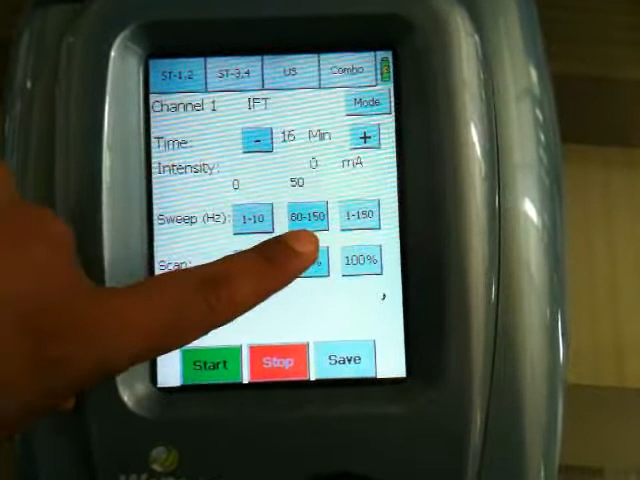 ST-1,2 ST-3,4 US Combo
Channel 1 IFT Mode
Time: - 16 Min +
Intensity: 0 mA
0 50
Sweep (Hz): 1-10 80-150 1-150
Scan: % 100%
,
Start Stop Save